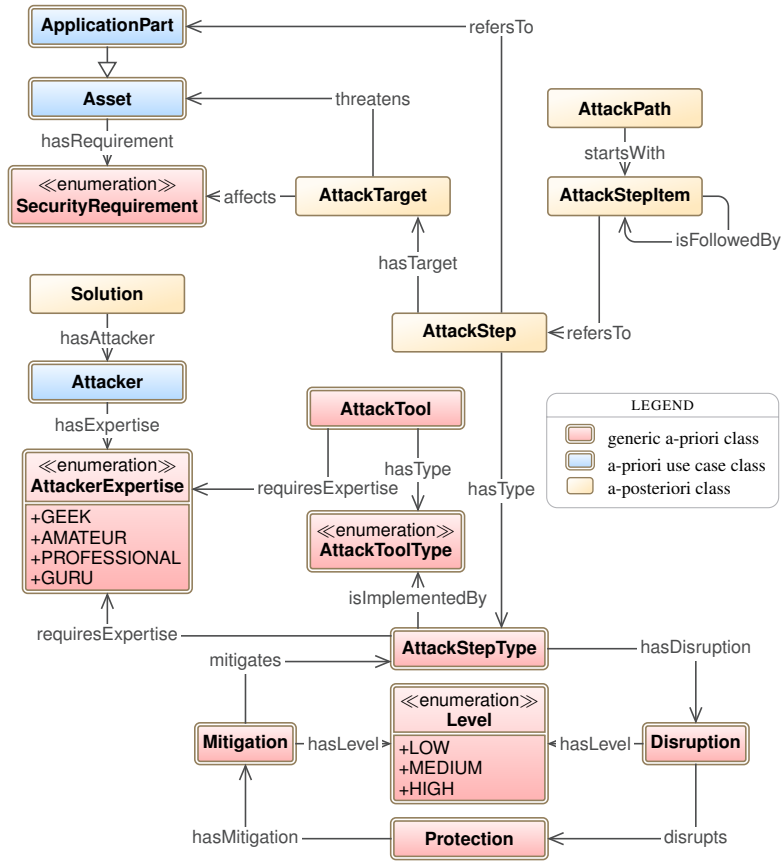 ApplicationPart
refersTo
Asset
threatens
AttackPath
hasRequirement
startsWith
≪enumeration≫
SecurityRequirement
affects
AttackTarget
AttackStepItem
isFollowedBy
hasTarget
Solution
AttackStep
refersTo
hasAttacker
Attacker
AttackTool
LEGEND
hasExpertise
generic a-priori class
≪enumeration≫
AttackerExpertise
hasType
a-priori use case class
requiresExpertise
hasType
a-posteriori class
+GEEK
+AMATEUR
+PROFESSIONAL
+GURU
≪enumeration≫
AttackToolType
isImplementedBy
requiresExpertise
AttackStepType
hasDisruption
mitigates
≪enumeration≫
Level
Mitigation
hasLevel
+LOW
+MEDIUM
+HIGH
hasLevel
Disruption
hasMitigation
Protection
disrupts